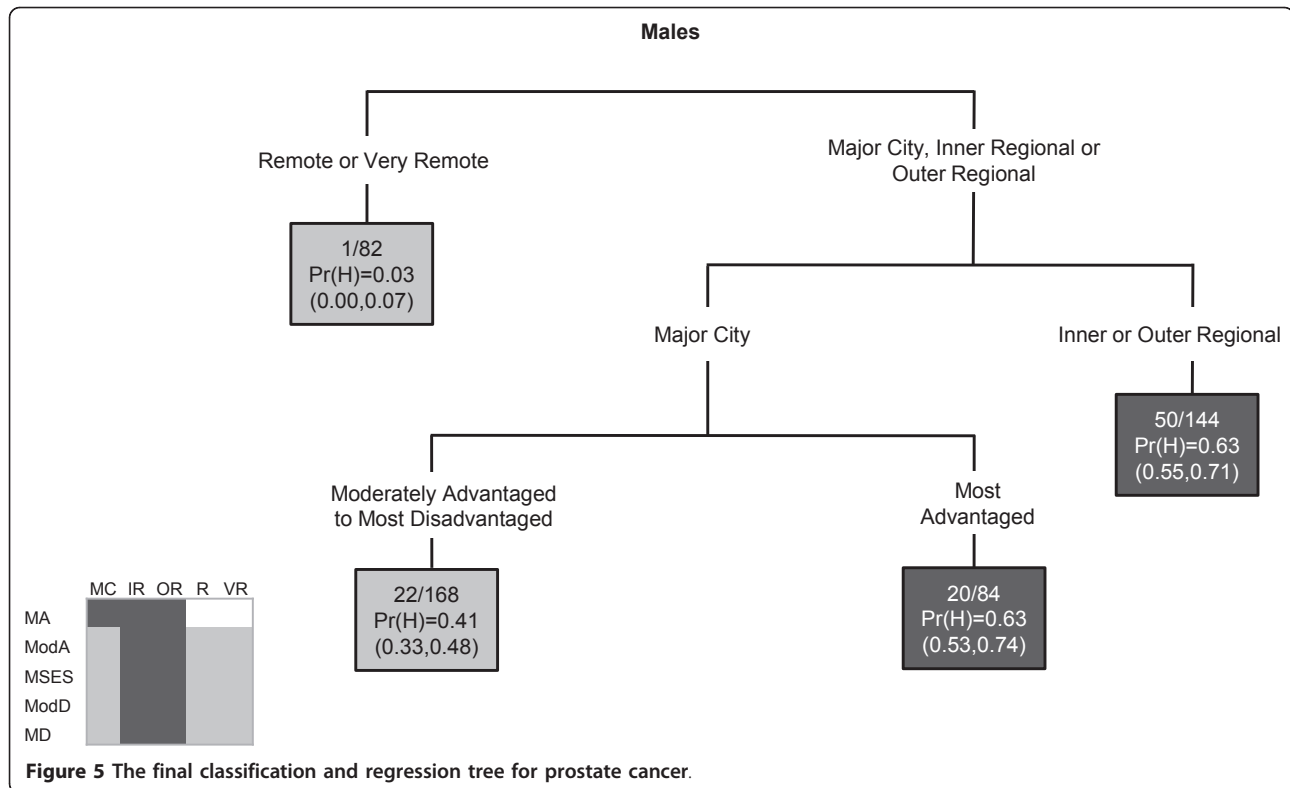 Males
Remote or Very Remote
Major City, Inner Regional or
Outer Regional
1/82
Pr(H)=0.03
(0.00,0.07)
Major City
Inner or Outer Regional
50/144
Pr(H)=0.63
(0.55,0.71)
Moderately Advantaged
to Most Disadvantaged
Most
Advantaged
22/168
Pr(H)=0.41
(0.33,0.48)
20/84
Pr(H)=0.63
(0.53,0.74)
MC IR OR R VR
MA
ModA
MSES
ModD
MD
Figure 5 The final classification and regression tree for prostate cancer.